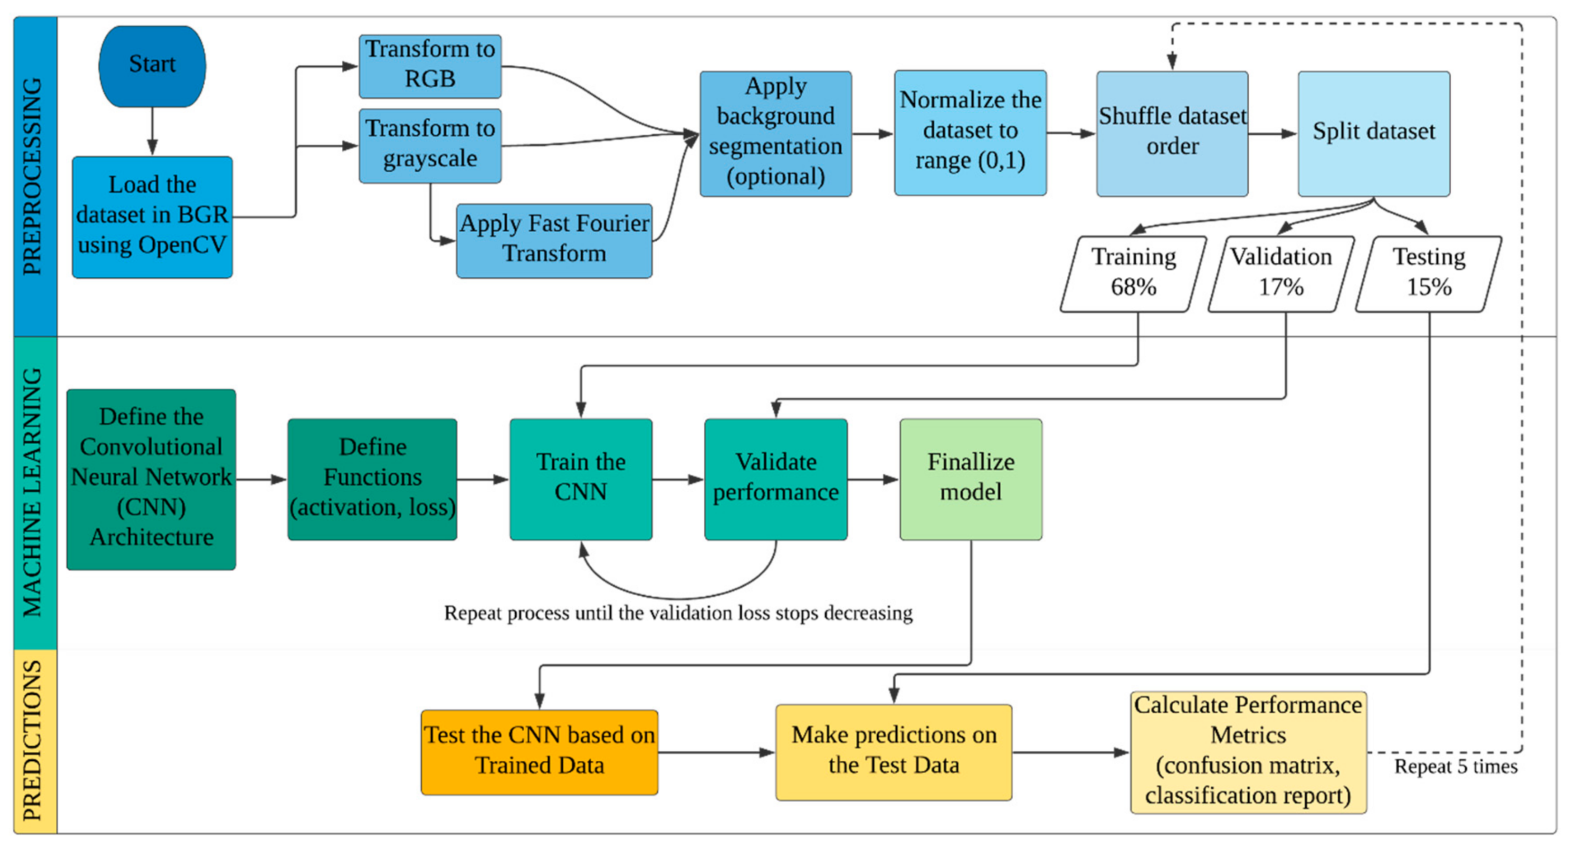 PREPROCESSING
Start
Load the
dataset in BGR
using OpenCV
Transform to
RGB
Transform to
grayscale
Apply Fast Fourier
Transform
Apply
background
segmentation
(optional)
Normalize the
dataset to
range (0,1)
Shuffle dataset
order
Split dataset
Training
68%
Validation
17%
Testing
15%
MACHINE LEARNING
Define the
Convolutional
Neural Network
(CNN)
Architecture
Define
Functions
(activation, loss)
Train the
CNN
Validate
performance
Finallize
model
Repeat process until the validation loss stops decreasing
PREDICTIONS
Test the CNN based on
Trained Data
Make predictions on
the Test Data
Calculate Performance
Metrics
(confusion matrix,
classification report)
Repeat 5 times